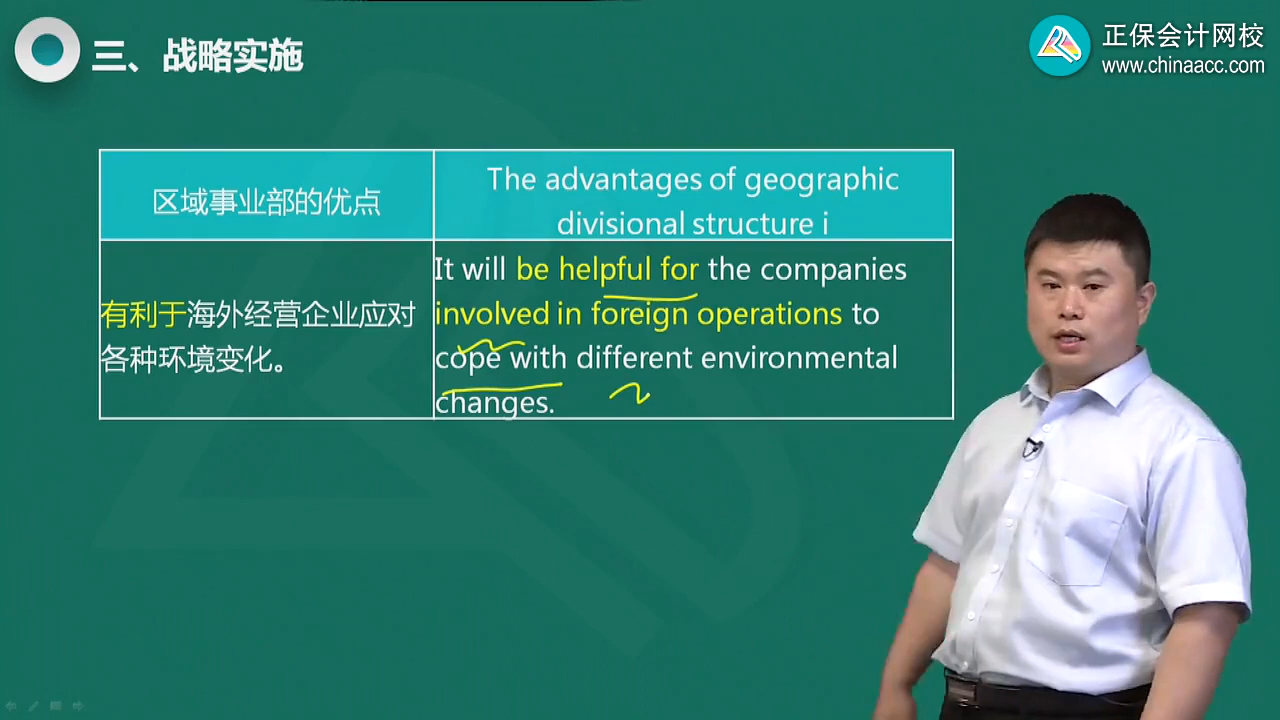 三、战略实施
正保会计网校
www.chinaacc.com
区域事业部的优点
The advantages of geographic
divisional structure i
有利于海外经营企业应对
各种环境变化。
It will be helpful for the companies
involved in foreign operations to
cope with different environmental
changes.